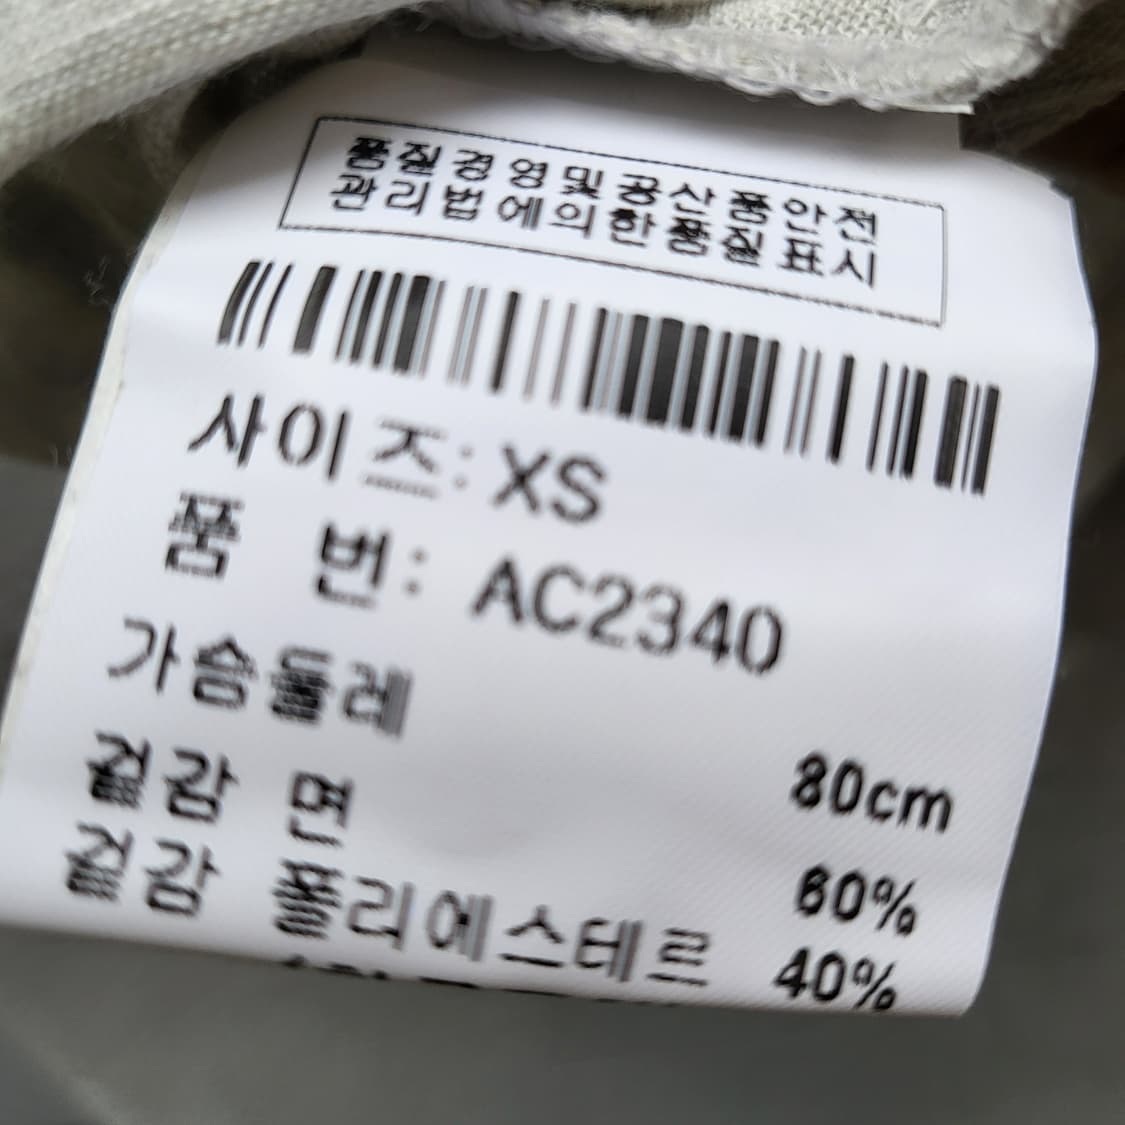 품질경영및공산품안전
관리법에의한품질표시
사이즈: XS
품 번: AC2340
가슴둘레
80cm
겉감 면 60%
겉감 폴리에스테르 40%